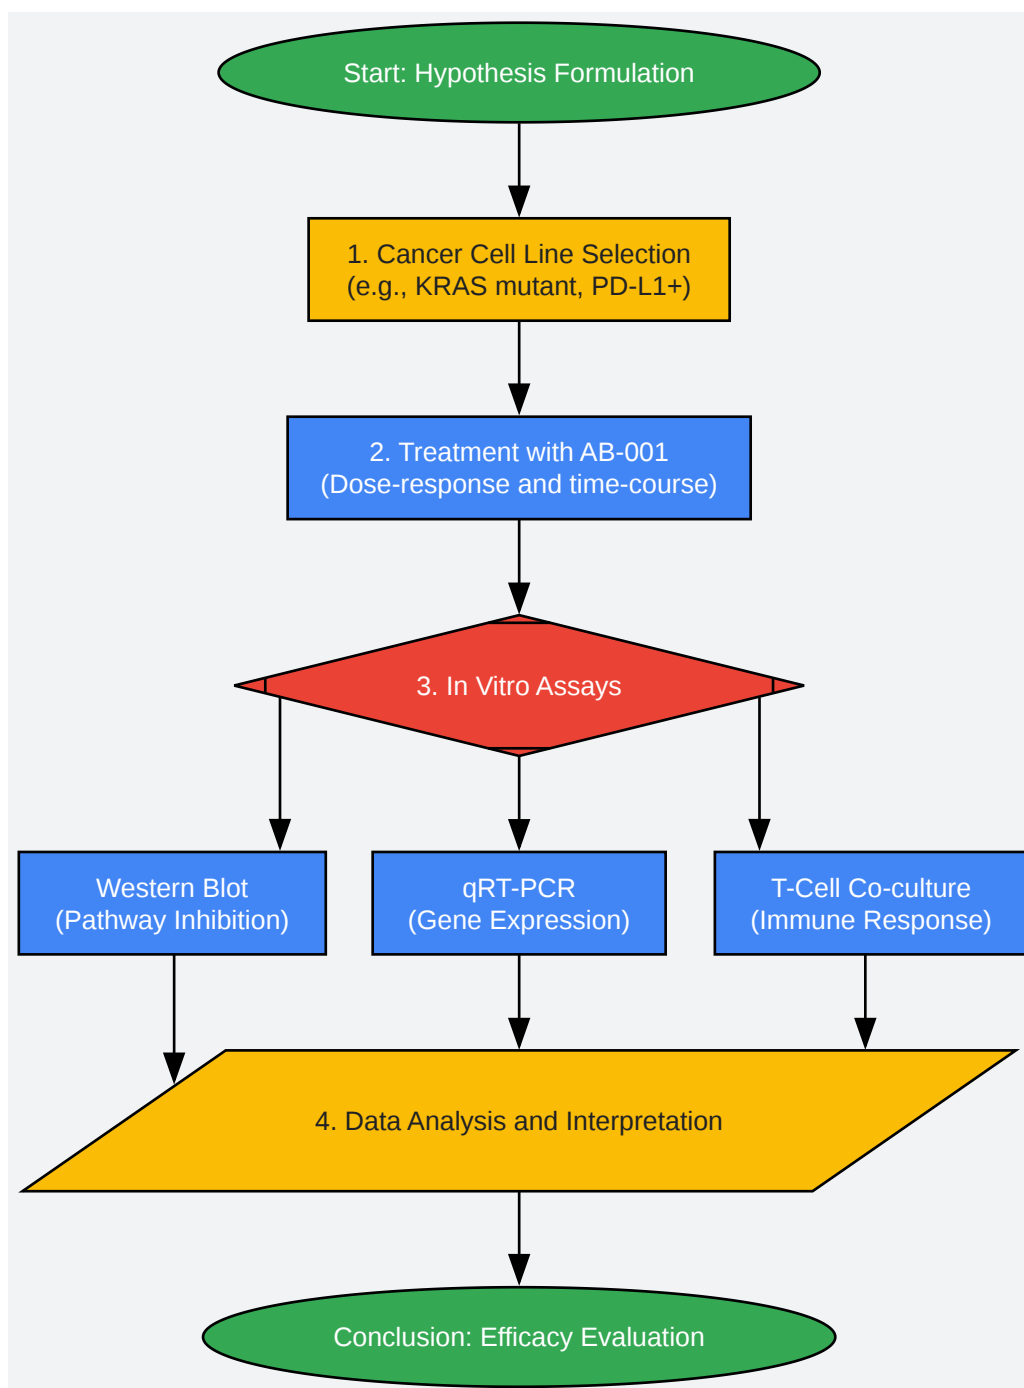 Start: Hypothesis Formulation
1. Cancer Cell Line Selection
(e.g., KRAS mutant, PD-L1+)
2. Treatment with AB-001
(Dose-response and time-course)
3. In Vitro Assays
Western Blot
(Pathway Inhibition)
qRT-PCR
(Gene Expression)
T-Cell Co-culture
(Immune Response)
4. Data Analysis and Interpretation
Conclusion: Efficacy Evaluation